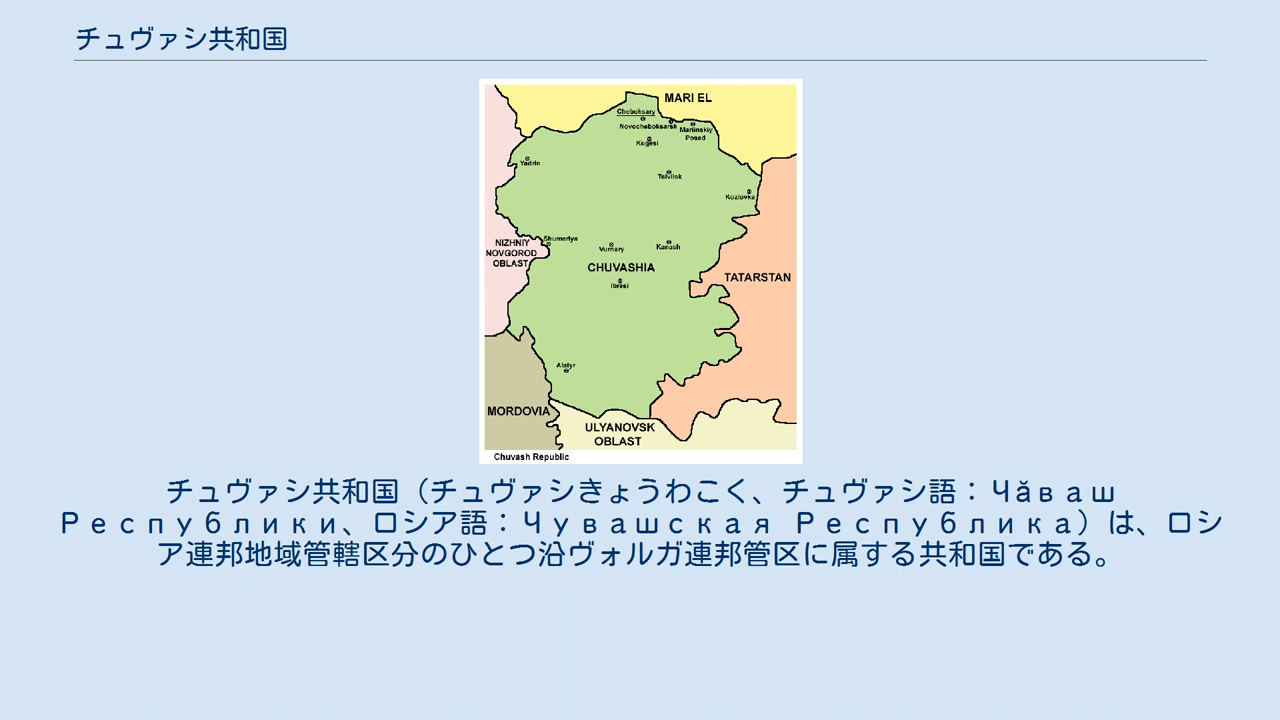 チュヴァシ共和国
MARI EL
Cheboksary
Novocheboksarsk
Mariinskiy
Posad
Kugesi
Yadrin
Tsivilsk
Kozlovka
NIZHNIY
NOVGOROD
OBLAST
Shumerlya
Vurnary
Kanash
CHUVASHIA
TATARSTAN
Ibresi
Alatyr
MORDOVIA
ULYANOVSK
OBLAST
Chuvash Republic
チュヴァシ共和国（チュヴァシきょうわこく、チュヴァシ語：Чӑваш
Республики、ロシア語：Чувашская Республика）は、ロシ
ア連邦地域管轄区分のひとつ沿ヴォルガ連邦管区に属する共和国である。